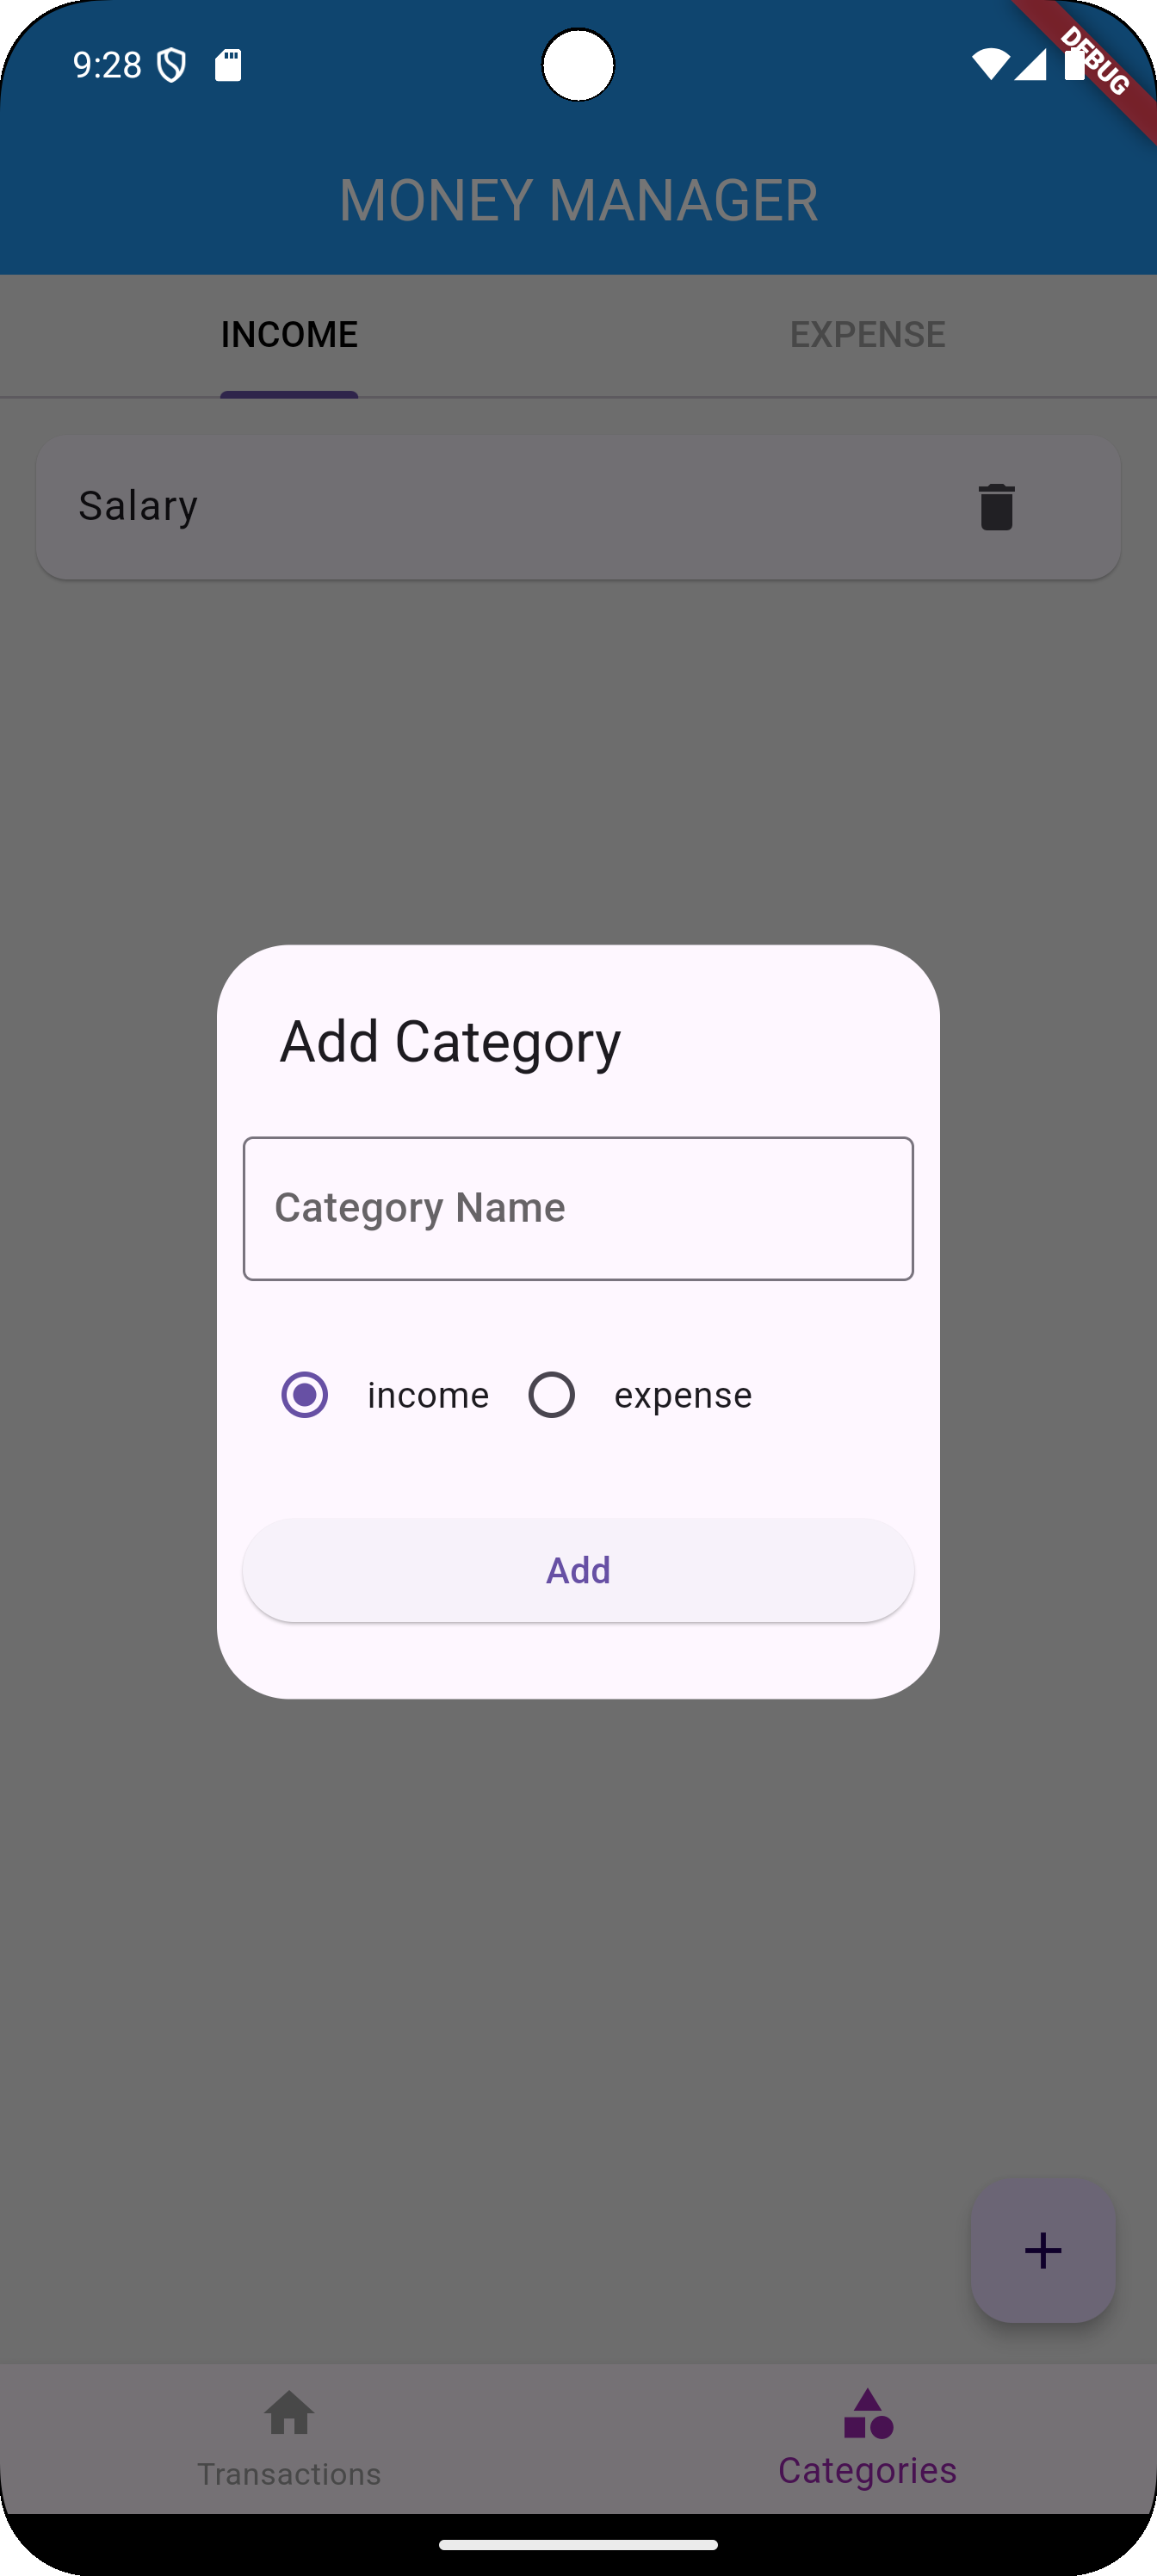 9:28
DEBUG
MONEY MANAGER
INCOME EXPENSE
Salary
Add Category
Category Name
income expense
Add
Transactions Categories